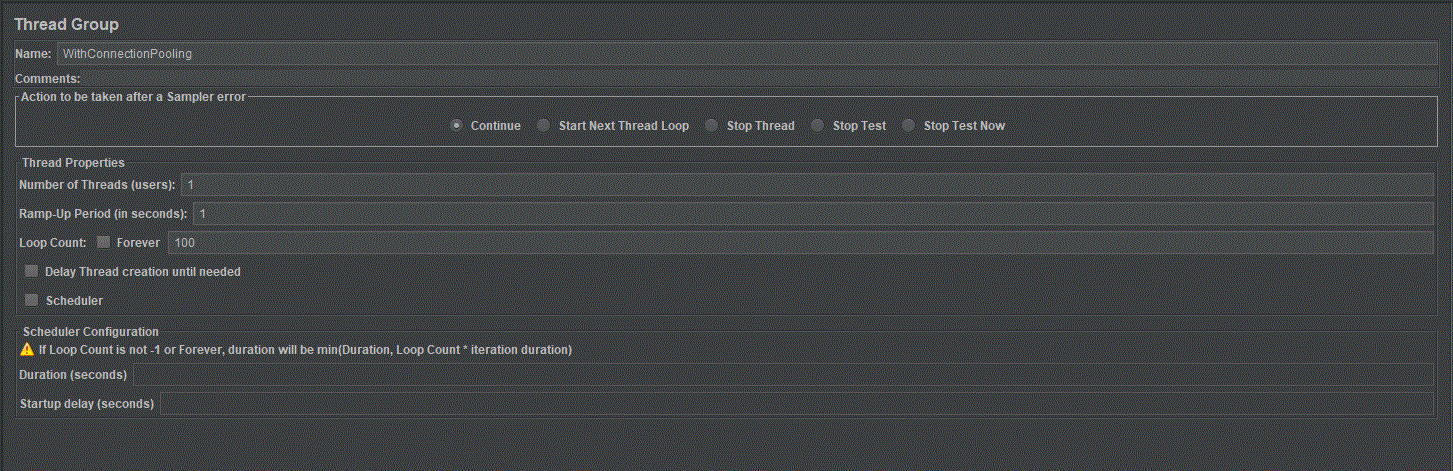 Thread Group
Name: WithConnectionPooling
Comments:
Action to be taken after a Sampler error
Continue Start Next Thread Loop Stop Thread Stop Test Stop Test Now
Thread Properties
Number of Threads (users): 1
Ramp-Up Period (in seconds): 1
Loop Count: Forever 100
Delay Thread creation until needed
Scheduler
Scheduler Configuration
If Loop Count is not -1 or Forever, duration will be min(Duration, Loop Count * iteration duration)
Duration (seconds)
Startup delay (seconds)